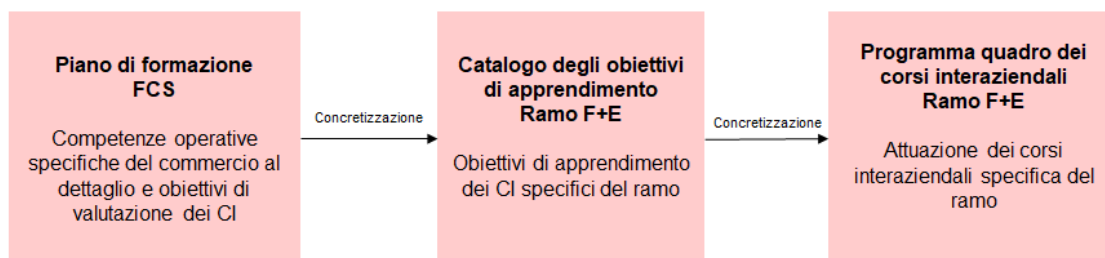 Piano di formazione
FCS
Competenze operative
specifiche del commercio al
dettaglio e obiettivi di
valutazione dei CI
Concretizzazione
Catalogo degli obiettivi
di apprendimento
Ramo F+E
Obiettivi di apprendimento
dei CI specifici del ramo
Concretizzazione
Programma quadro dei
corsi interaziendali
Ramo F+E
Attuazione dei corsi
interaziendali specifica del
ramo